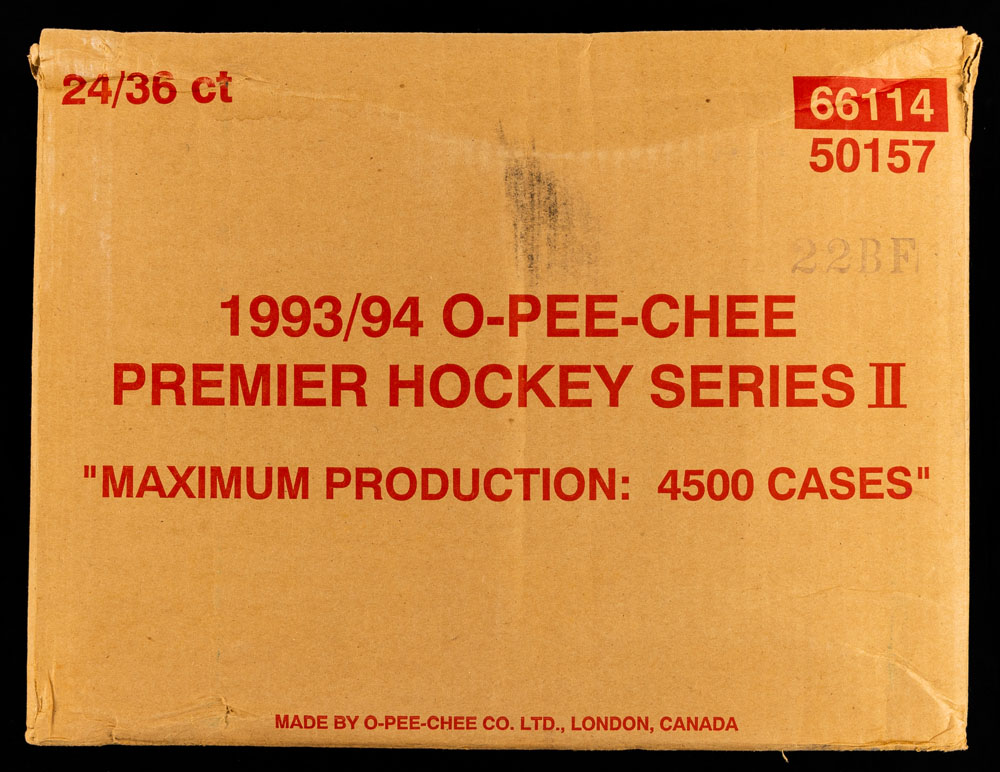 24/36 ct
66114
50157
22BF
1993/94 O-PEE-CHEE
PREMIER HOCKEY SERIES II
"MAXIMUM PRODUCTION: 4500 CASES"
MADE BY O-PEE-CHEE CO. LTD., LONDON, CANADA